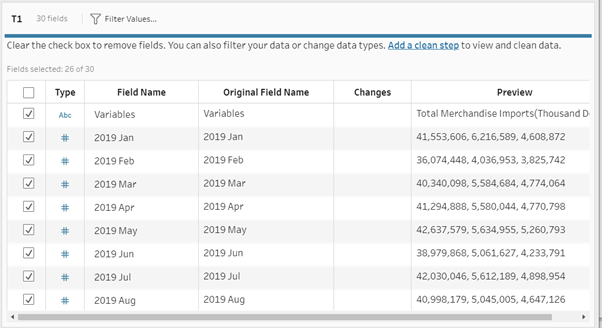 T1 30 fields Filter Values...
Clear the check box to remove fields. You can also filter your data or change data types. Add a clean step to view and clean data.
Fields selected: 26 of 30
Type Field Name Original Field Name Changes Preview
Abc Variables Variables Total Merchandise Imports(Thousand
# 2019 Jan 2019 Jan 41,553,606, 6,216,589, 4,608,872
# 2019 Feb 2019 Feb 36,074,448, 4,036,953, 3,825,742
# 2019 Mar 2019 Mar 40,340,098, 5,584,684, 4,774,064
# 2019 Apr 2019 Apr 41,294,888, 5,580,044, 4,770,798
# 2019 May 2019 May 42,637,579, 5,634,955, 5,260,793
# 2019 Jun 2019 Jun 38,979,868, 5,061,627, 4,233,791
# 2019 Jul 2019 Jul 42,030,046, 5,612,189, 4,898,954
# 2019 Aug 2019 Aug 40,998,179, 5,045,005, 4,647,126